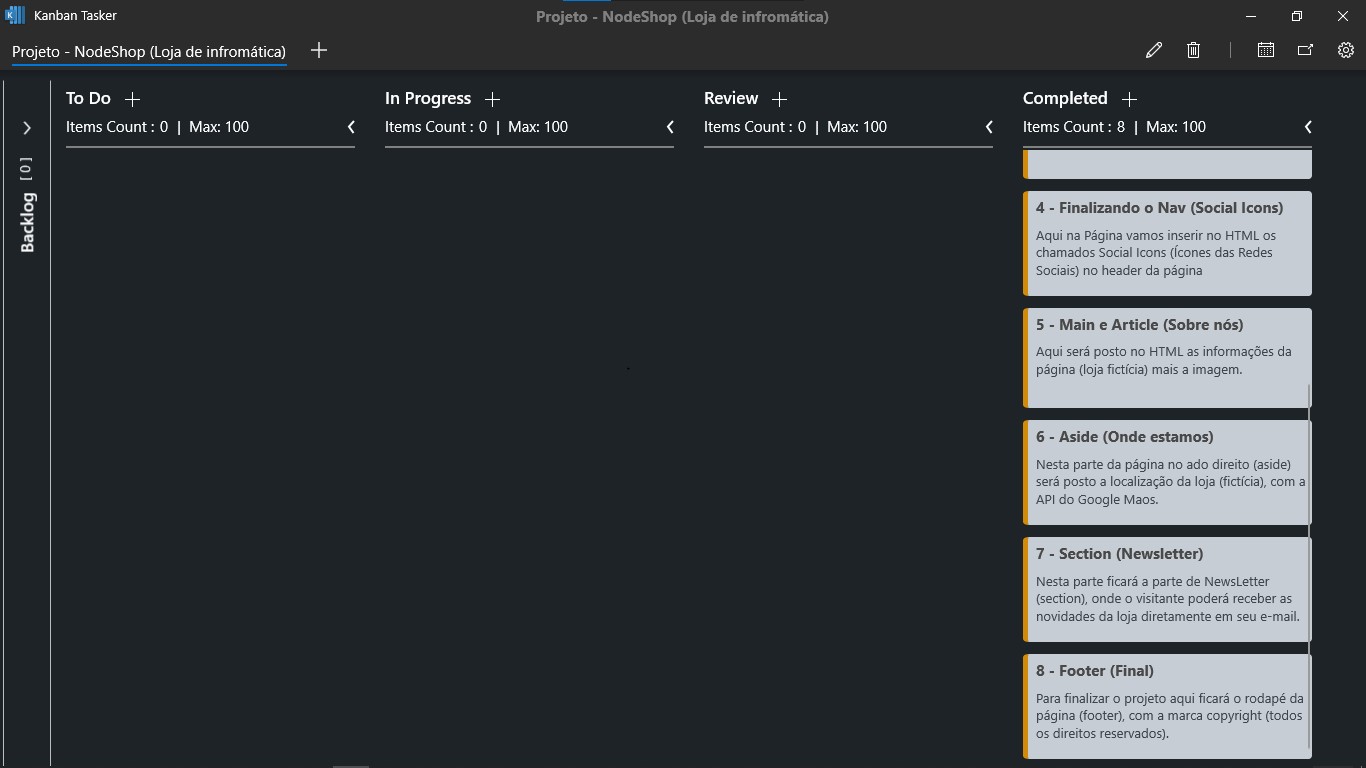 Kanban Tasker
Projeto - NodeShop (Loja de infromática)
Projeto - NodeShop (Loja de infromática)
Backlog [ 0 ]
To Do
Items Count : 0 | Max: 100
In Progress
Items Count : 0 | Max: 100
Review
Items Count : 0 | Max: 100
Completed
Items Count : 8 | Max: 100
4 - Finalizando o Nav (Social Icons)
Aqui na Página vamos inserir no HTML os
chamados Social Icons (Ícones das Redes
Sociais) no header da página
5 - Main e Article (Sobre nós)
Aqui será posto no HTML as informações da
página (loja fictícia) mais a imagem.
6 - Aside (Onde estamos)
Nesta parte da página no ado direito (aside)
será posto a localização da loja (fictícia), com a
API do Google Maos.
7 - Section (Newsletter)
Nesta parte ficará a parte de NewsLetter
(section), onde o visitante poderá receber as
novidades da loja diretamente em seu e-mail.
8 - Footer (Final)
Para finalizar o projeto aqui ficará o rodapé da
página (footer), com a marca copyright (todos
os direitos reservados).